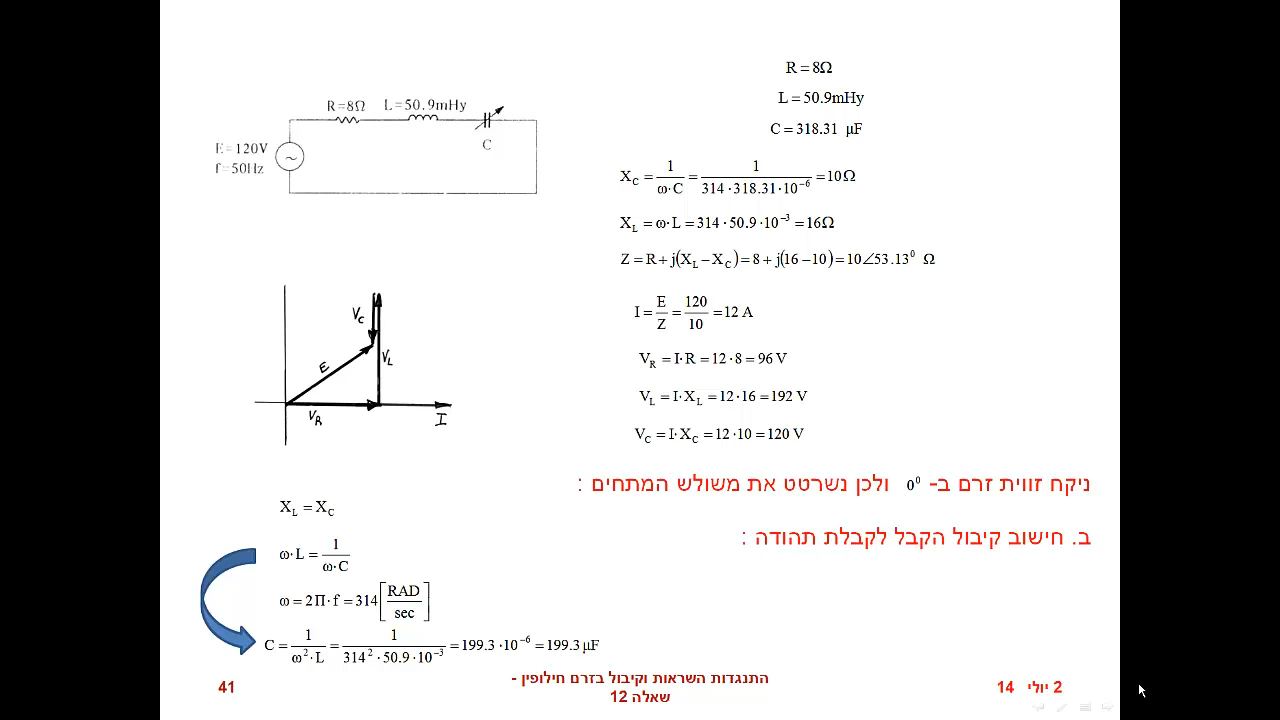 R=8Ω L=50.9mHy
C
E=120V
f=50Hz
R = 8Ω
L = 50.9mHy
C = 318.31 μF
X_C = 1/(ω·C) = 1/(314·318.31·10^-6) = 10Ω
X_L = ω·L = 314·50.9·10^-3 = 16Ω
Z = R + j(X_L − X_C) = 8 + j(16−10) = 10∠53.13^0 Ω
I = E/Z = 120/10 = 12 A
V_R = I·R = 12·8 = 96 V
V_L = I·X_L = 12·16 = 192 V
V_C = I·X_C = 12·10 = 120 V
V_C
E
V_L
V_R
I
ניקח זווית זרם ב- 0^0 ולכן נשרטט את משולש המתחים :
ב. חישוב קיבול הקבל לקבלת תהודה :
X_L = X_C
ω·L = 1/(ω·C)
ω = 2Π·f = 314 [RAD/sec]
C = 1/(ω^2·L) = 1/(314^2·50.9·10^-3) = 199.3·10^-6 = 199.3 μF
2 יולי 14
התנגדות השראות וקיבול בזרם חילופין -
שאלה 12
41